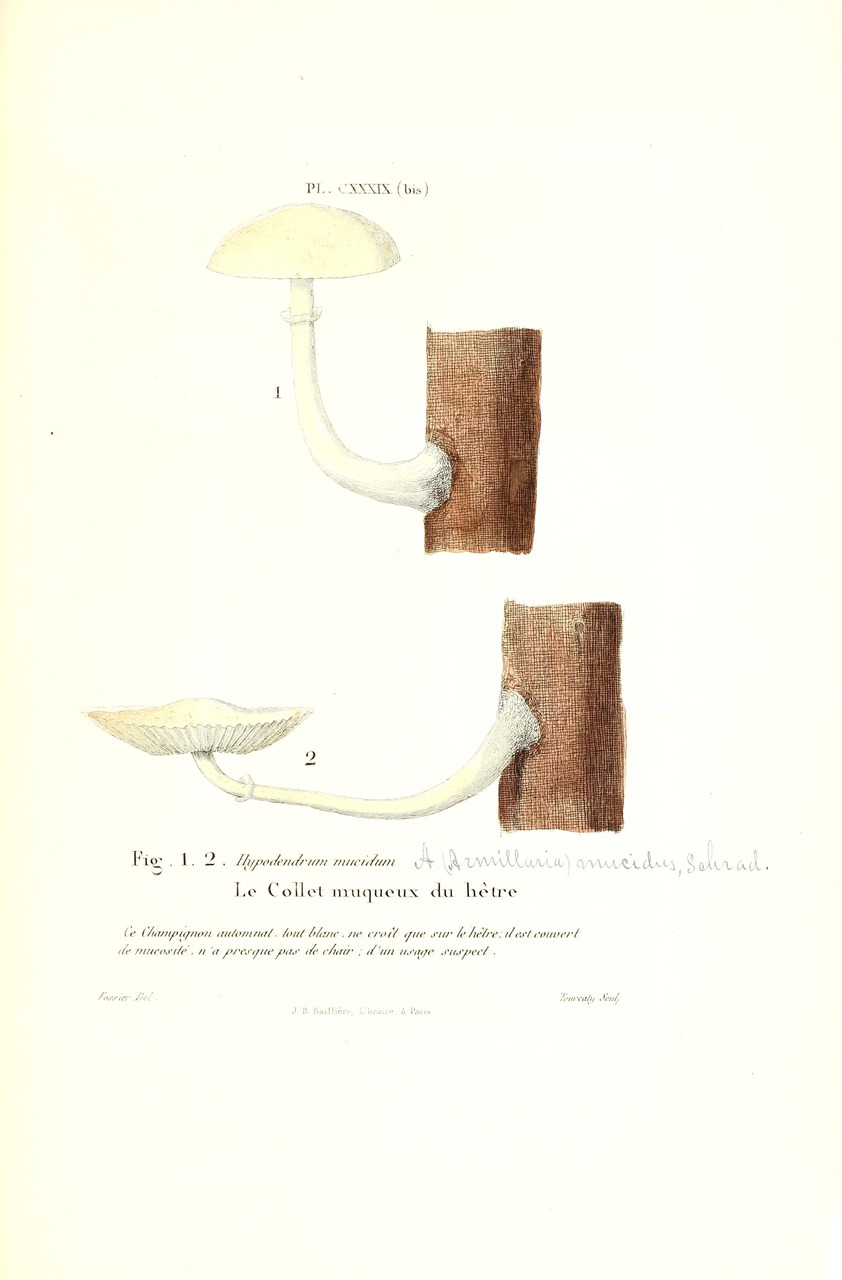 PL. CXXXIX (bis)
1
2
Fig. 1. 2. Hypodendrum mucidum A (Armillaria) mucidus, Schrad.
Le Collet muqueux du hêtre
Ce Champignon automnal, tout blanc, ne croît que sur le hêtre; il est couvert
de mucosité, n'a presque pas de chair; d'un usage suspect.
Fossier Del. Tourcaty Sculp
J. B. Baillière, Libraire, à Paris.